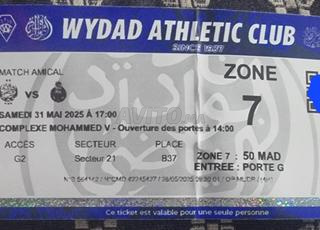 WYDAD ATHLETIC CLUB
SINCE 1937
MATCH AMICAL
ZONE
7
SAMEDI 31 MAI 2025 À 17:00
COMPLEXE MOHAMMED V - Ouverture des portes à 14:00
ACCÈS SECTEUR PLACE
G2 Secteur 21 B37
ZONE 7 : 50 MAD
ENTREE : PORTE G
Ce ticket est valable pour une seule personne